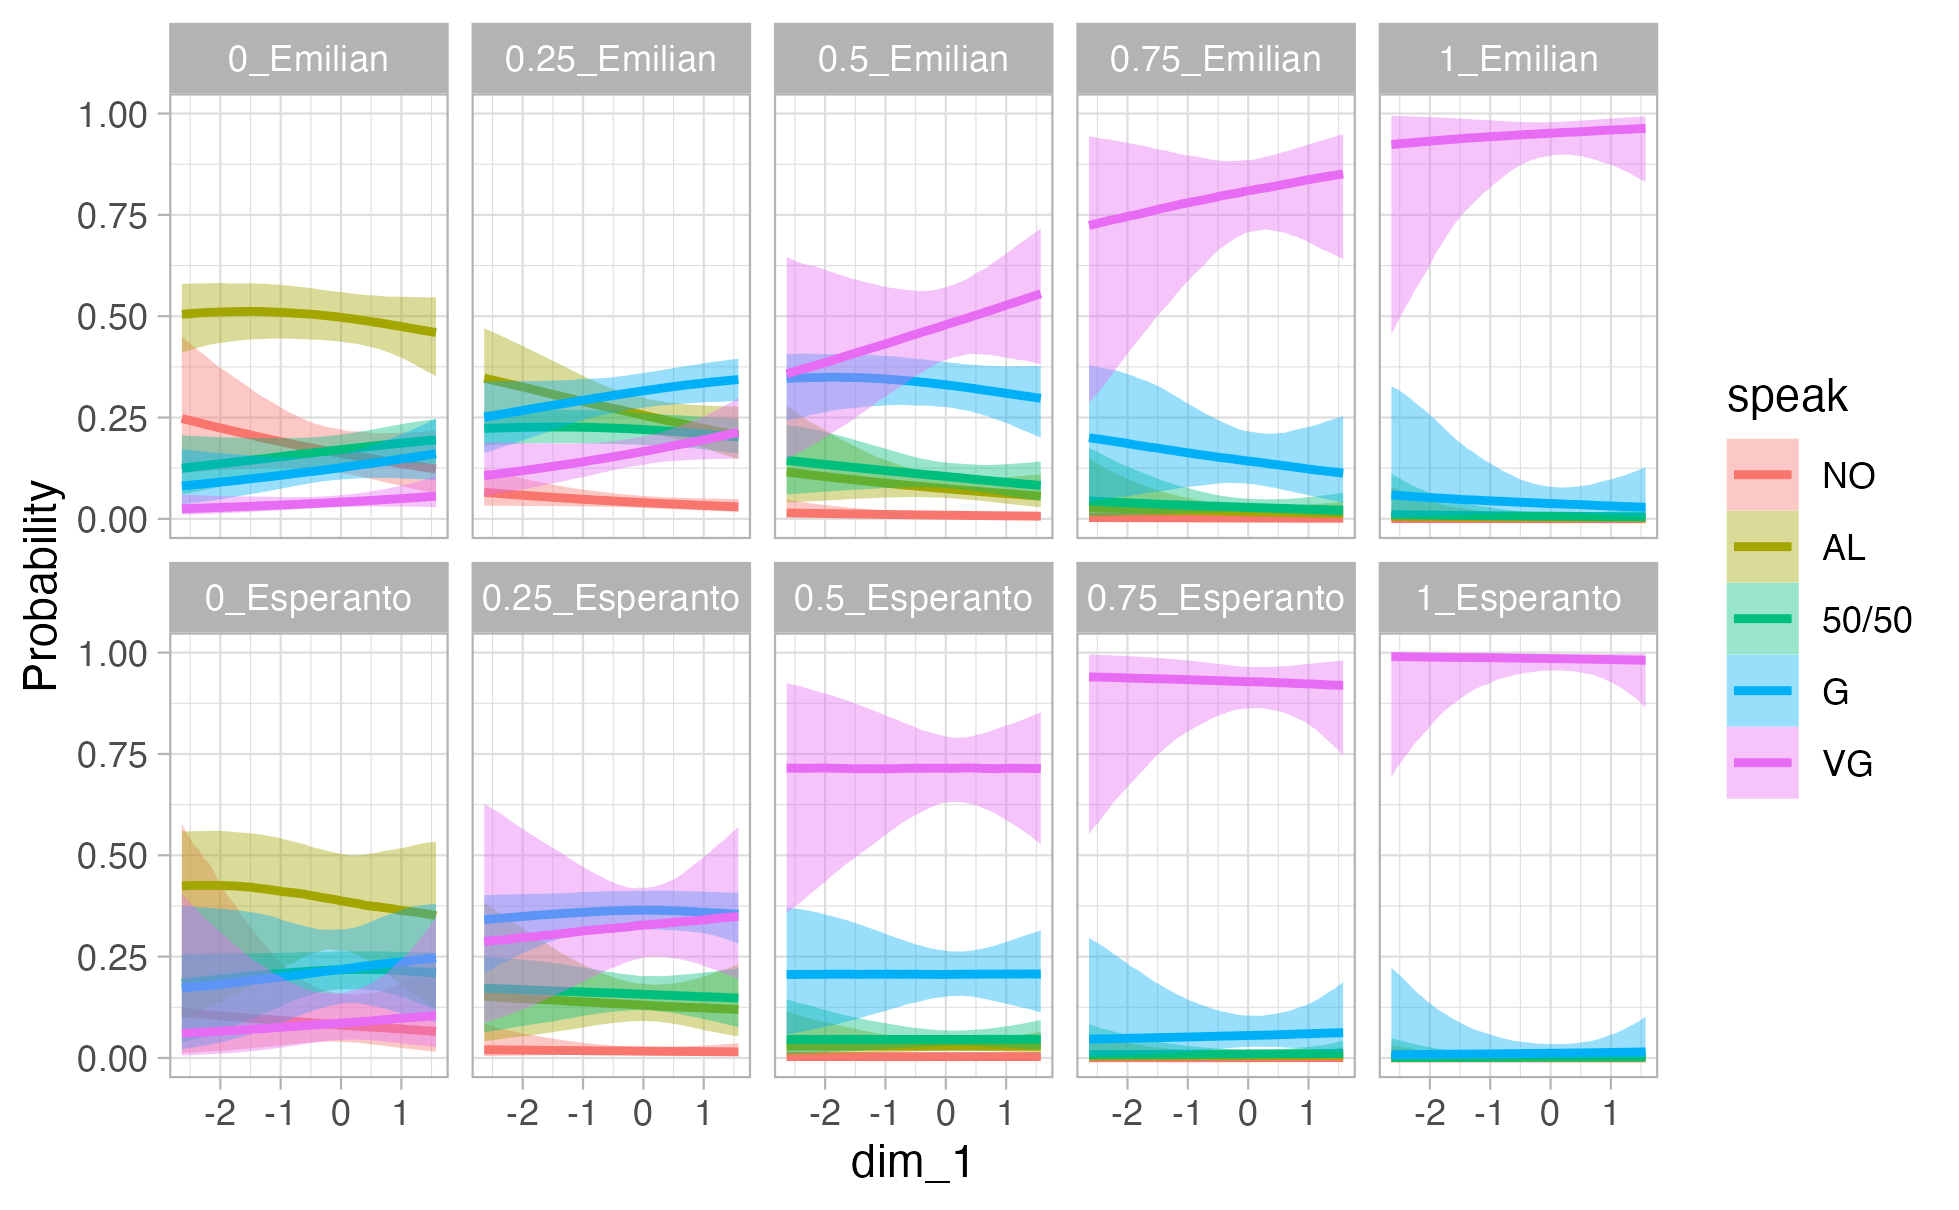 0_Emilian 0.25_Emilian 0.5_Emilian 0.75_Emilian 1_Emilian
1.00
0.75
0.50
0.25
0.00
0_Esperanto 0.25_Esperanto 0.5_Esperanto 0.75_Esperanto 1_Esperanto
1.00
0.75
0.50
0.25
0.00
-2 -1 0 1 -2 -1 0 1 -2 -1 0 1 -2 -1 0 1 -2 -1 0 1
dim_1
Probability
speak
NO
AL
50/50
G
VG